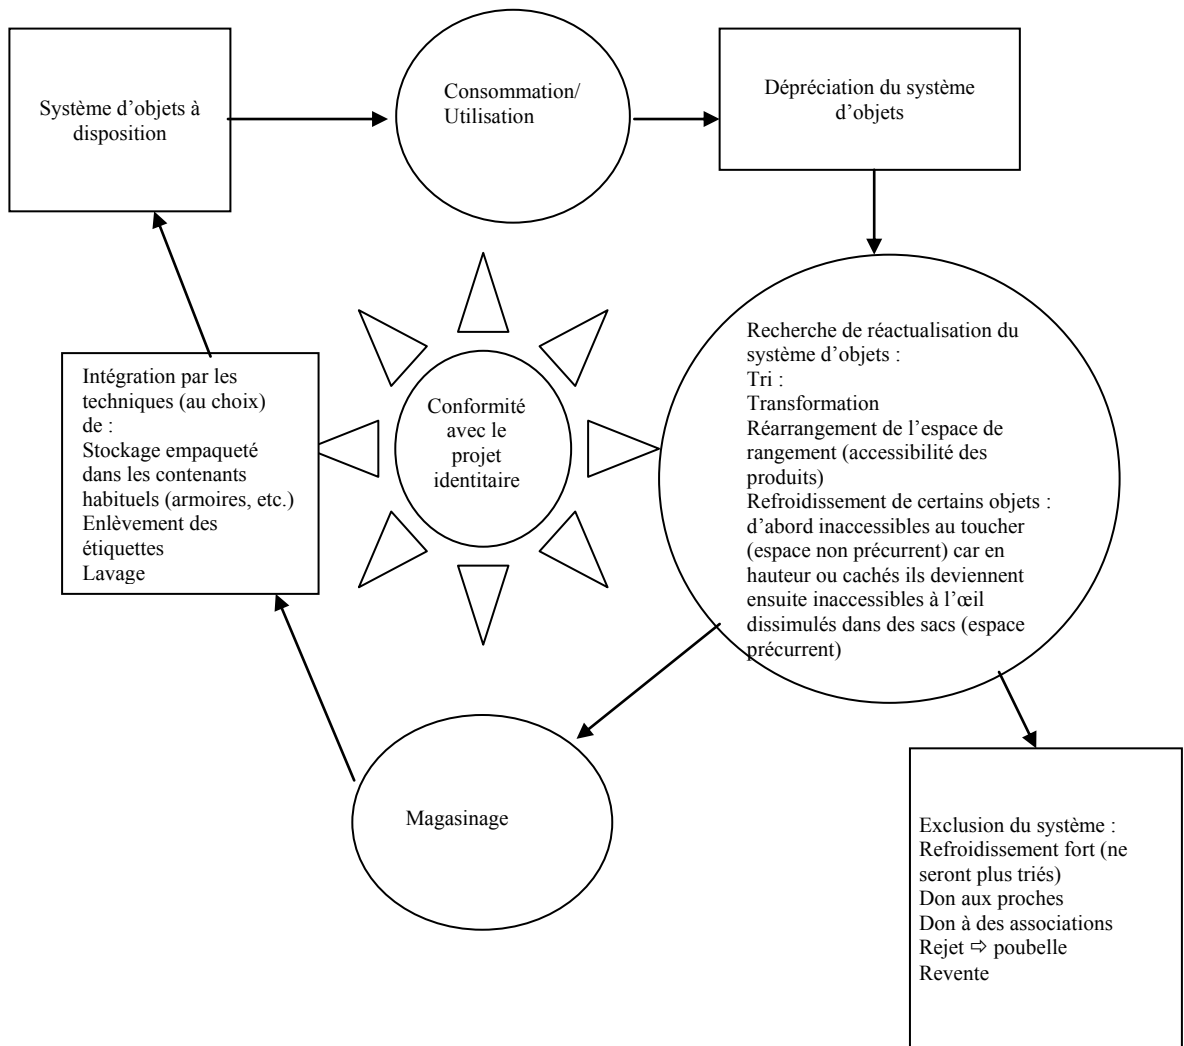 Système d’objets à
disposition
Consommation/
Utilisation
Dépréciation du système
d’objets
Recherche de réactualisation du
système d’objets :
Tri :
Transformation
Réarrangement de l’espace de
rangement (accessibilité des
produits)
Refroidissement de certains objets :
d’abord inaccessibles au toucher
(espace non précurrent) car en
hauteur ou cachés ils deviennent
ensuite inaccessibles à l’œil
dissimulés dans des sacs (espace
précurrent)
Intégration par les
techniques (au choix)
de :
Stockage empaqueté
dans les contenants
habituels (armoires, etc.)
Enlèvement des
étiquettes
Lavage
Conformité
avec le
projet
identitaire
Magasinage
Exclusion du système :
Refroidissement fort (ne
seront plus triés)
Don aux proches
Don à des associations
Rejet ⇨ poubelle
Revente